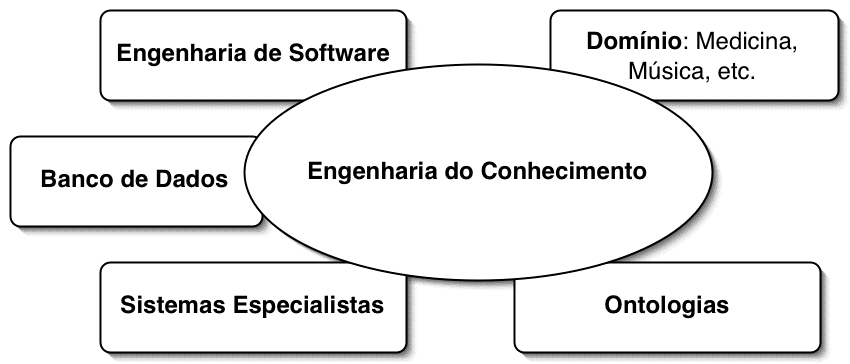 Engenharia de Software
Domínio: Medicina,
Música, etc.
Banco de Dados
Engenharia do Conhecimento
Sistemas Especialistas
Ontologias